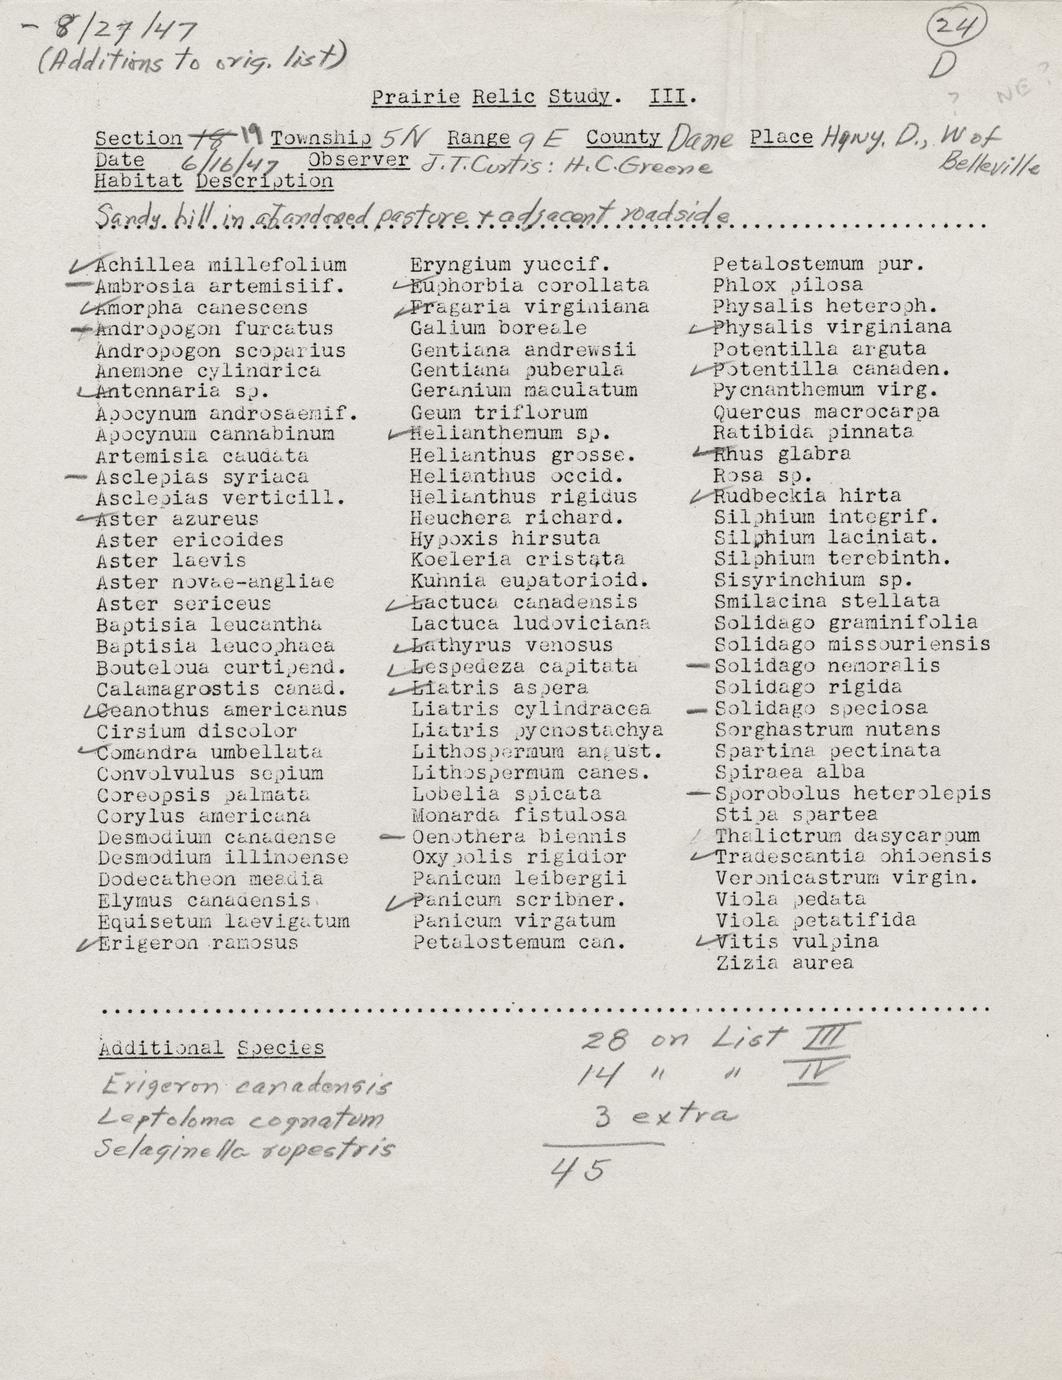 - 8/27/47
(Additions to orig. list)
24
D
? NE?
Prairie Relic Study. III.
Section 18 19 Township 5N Range 9 E County Dane Place Hgwy. D., W of Belleville
Date 6/16/47 Observer J.T. Curtis: H.C. Greene
Habitat Description
Sandy hill in abandoned pasture + adjacent roadside
✓ Achillea millefolium
— Ambrosia artemisiif.
✓ Amorpha canescens
— Andropogon furcatus
Andropogon scoparius
Anemone cylindrica
✓ Antennaria sp.
Apocynum androsaemif.
Apocynum cannabinum
Artemisia caudata
— Asclepias syriaca
Asclepias verticill.
✓ Aster azureus
Aster ericoides
Aster laevis
Aster novae-angliae
Aster sericeus
Baptisia leucantha
Baptisia leucophaea
Bouteloua curtipend.
Calamagrostis canad.
✓ Ceanothus americanus
Cirsium discolor
✓ Comandra umbellata
Convolvulus sepium
Coreopsis palmata
Corylus americana
Desmodium canadense
Desmodium illinoense
Dodecatheon meadia
Elymus canadensis
Equisetum laevigatum
✓ Erigeron ramosus
Eryngium yuccif.
✓ Euphorbia corollata
✓ Fragaria virginiana
Galium boreale
Gentiana andrewsii
Gentiana puberula
Geranium maculatum
Geum triflorum
✓ Helianthemum sp.
Helianthus grosse.
Helianthus occid.
Helianthus rigidus
Heuchera richard.
Hypoxis hirsuta
Koeleria cristata
Kuhnia eupatorioid.
✓ Lactuca canadensis
Lactuca ludoviciana
✓ Lathyrus venosus
✓ Lespedeza capitata
✓ Liatris aspera
Liatris cylindracea
Liatris pycnostachya
Lithospermum angust.
Lithospermum canes.
Lobelia spicata
Monarda fistulosa
— Oenothera biennis
Oxypolis rigidior
Panicum leibergii
✓ Panicum scribner.
Panicum virgatum
Petalostemum can.
Petalostemum pur.
Phlox pilosa
Physalis heteroph.
✓ Physalis virginiana
Potentilla arguta
✓ Potentilla canaden.
Pycnanthemum virg.
Quercus macrocarpa
Ratibida pinnata
✓ Rhus glabra
Rosa sp.
✓ Rudbeckia hirta
Silphium integrif.
Silphium laciniat.
Silphium terebinth.
Sisyrinchium sp.
Smilacina stellata
Solidago graminifolia
Solidago missouriensis
— Solidago nemoralis
Solidago rigida
— Solidago speciosa
Sorghastrum nutans
Spartina pectinata
Spiraea alba
— Sporobolus heterolepis
Stipa spartea
/ Thalictrum dasycarpum
✓ Tradescantia ohioensis
Veronicastrum virgin.
Viola pedata
Viola petatifida
✓ Vitis vulpina
Zizia aurea
Additional Species
Erigeron canadensis
Leptoloma cognatum
Selaginella rupestris
28 on List III
14 " " IV
3 extra
45